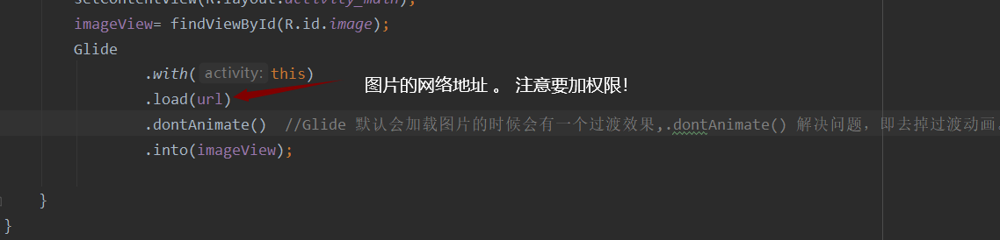 setContentView(R.layout.activity_main);
imageView= findViewById(R.id.image);
Glide
.with( activity: this)
.load(url) 图片的网络地址 。 注意要加权限!
.dontAnimate() //Glide 默认会加载图片的时候会有一个过渡效果,.dontAnimate() 解决问题，即去掉过渡动画。
.into(imageView);
}
}